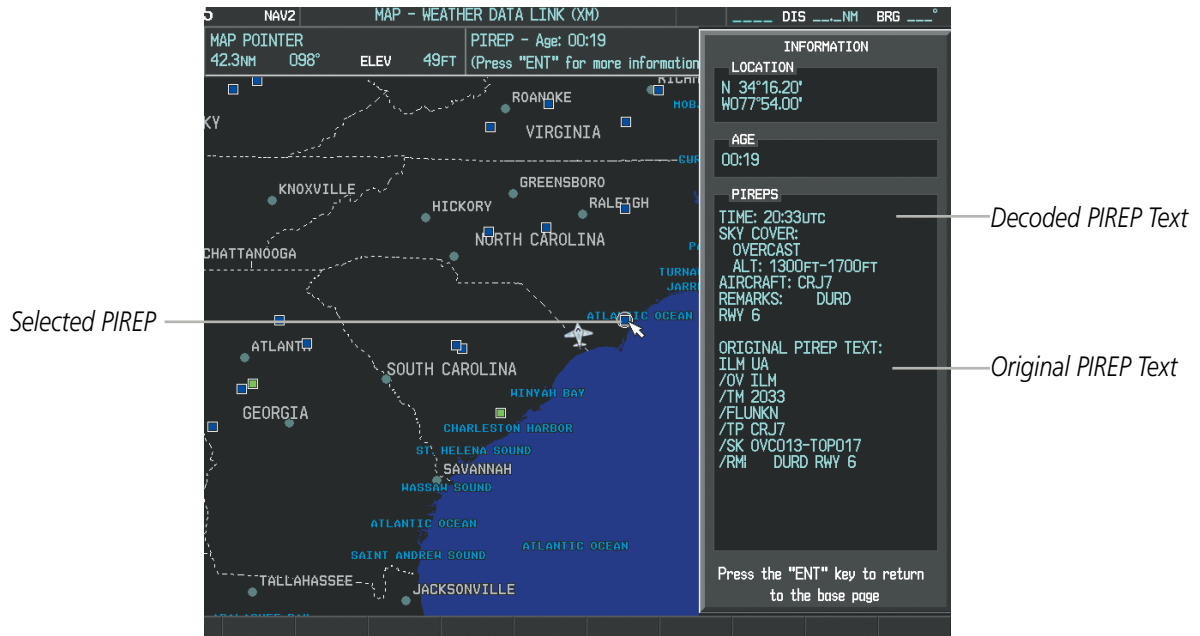 NAV2
MAP - WEATHER DATA LINK (XM)
____ DIS __._NM BRG ___°
MAP POINTER
42.3NM 098° ELEV 49FT
PIREP - Age: 00:19
(Press "ENT" for more information
INFORMATION
LOCATION
N 34°16.20'
W077°54.00'
AGE
00:19
PIREPS
TIME: 20:33UTC
SKY COVER:
OVERCAST
ALT: 1300FT-1700FT
AIRCRAFT: CRJ7
REMARKS: DURD
RWY 6
ORIGINAL PIREP TEXT:
ILM UA
/OV ILM
/TM 2033
/FLUNKN
/TP CRJ7
/SK OVC013-TOP017
/RM DURD RWY 6
Press the "ENT" key to return
to the base page
Decoded PIREP Text
Original PIREP Text
Selected PIREP
ROANOKE
VIRGINIA
KY
KNOXVILLE
GREENSBORO
HICKORY
RALEIGH
NORTH CAROLINA
CHATTANOOGA
ATLANTIC OCEAN
ATLANTA
SOUTH CAROLINA
WINYAH BAY
GEORGIA
CHARLESTON HARBOR
ST. HELENA SOUND
SAVANNAH
WASSAW SOUND
ATLANTIC OCEAN
SAINT ANDREW SOUND
ATLANTIC OCEAN
TALLAHASSEE
JACKSONVILLE